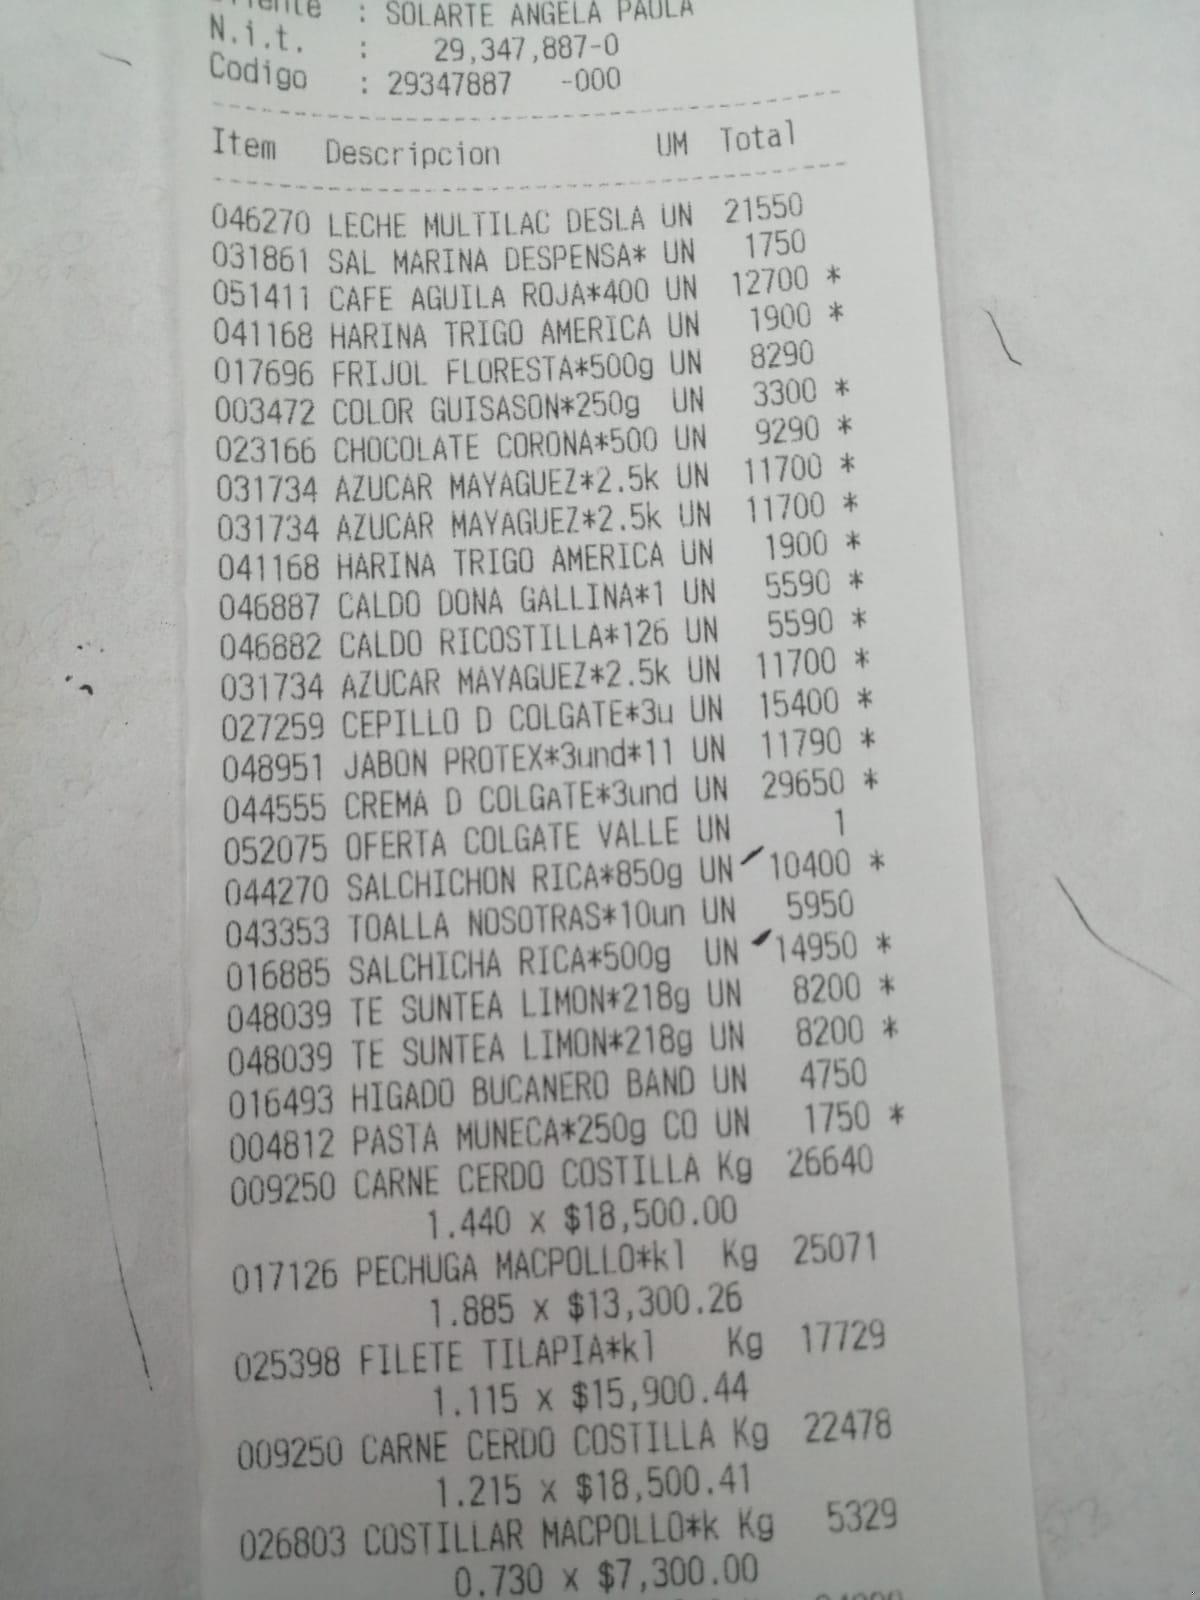 : SOLARTE ANGELA PAULA
N.i.t. : 29,347,887-0
Codigo : 29347887 -000
Item Descripcion UM Total
046270 LECHE MULTILAC DESLA UN 21550
031861 SAL MARINA DESPENSA* UN 1750
051411 CAFE AGUILA ROJA*400 UN 12700 *
041168 HARINA TRIGO AMERICA UN 1900 *
017696 FRIJOL FLORESTA*500g UN 8290
003472 COLOR GUISASON*250g UN 3300 *
023166 CHOCOLATE CORONA*500 UN 9290 *
031734 AZUCAR MAYAGUEZ*2.5k UN 11700 *
031734 AZUCAR MAYAGUEZ*2.5k UN 11700 *
041168 HARINA TRIGO AMERICA UN 1900 *
046887 CALDO DONA GALLINA*1 UN 5590 *
046882 CALDO RICOSTILLA*126 UN 5590 *
031734 AZUCAR MAYAGUEZ*2.5k UN 11700 *
027259 CEPILLO D COLGATE*3u UN 15400 *
048951 JABON PROTEX*3und*11 UN 11790 *
044555 CREMA D COLGATE*3und UN 29650 *
052075 OFERTA COLGATE VALLE UN 1
044270 SALCHICHON RICA*850g UN 10400 *
043353 TOALLA NOSOTRAS*10un UN 5950
016885 SALCHICHA RICA*500g UN 14950 *
048039 TE SUNTEA LIMON*218g UN 8200 *
048039 TE SUNTEA LIMON*218g UN 8200 *
016493 HIGADO BUCANERO BAND UN 4750
004812 PASTA MUNECA*250g CO UN 1750 *
009250 CARNE CERDO COSTILLA Kg 26640
1.440 x $18,500.00
017126 PECHUGA MACPOLLO*kl Kg 25071
1.885 x $13,300.26
025398 FILETE TILAPIA*kl Kg 17729
1.115 x $15,900.44
009250 CARNE CERDO COSTILLA Kg 22478
1.215 x $18,500.41
026803 COSTILLAR MACPOLLO*k Kg 5329
0.730 x $7,300.00